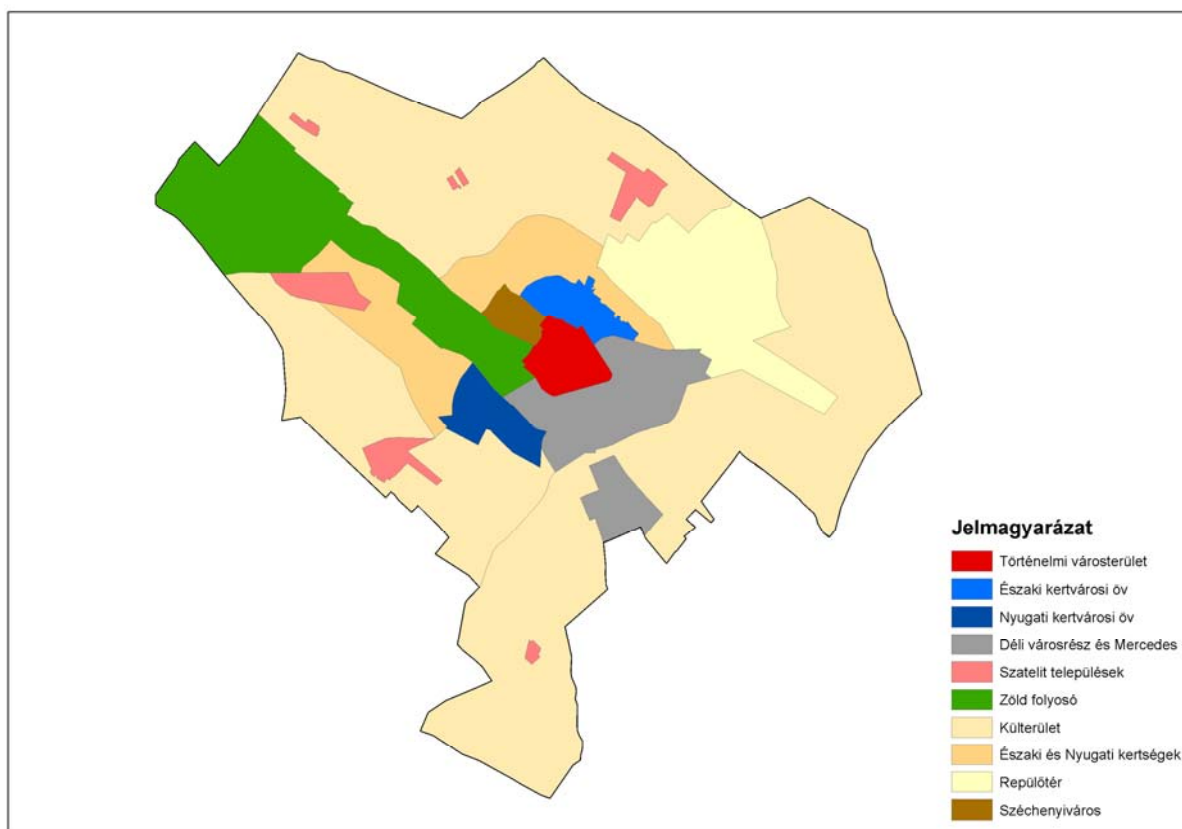 Jelmagyarázat
Történelmi városterület
Északi kertvárosi öv
Nyugati kertvárosi öv
Déli városrész és Mercedes
Szatelit települések
Zöld folyosó
Külterület
Északi és Nyugati kertségek
Repülőtér
Széchenyiváros